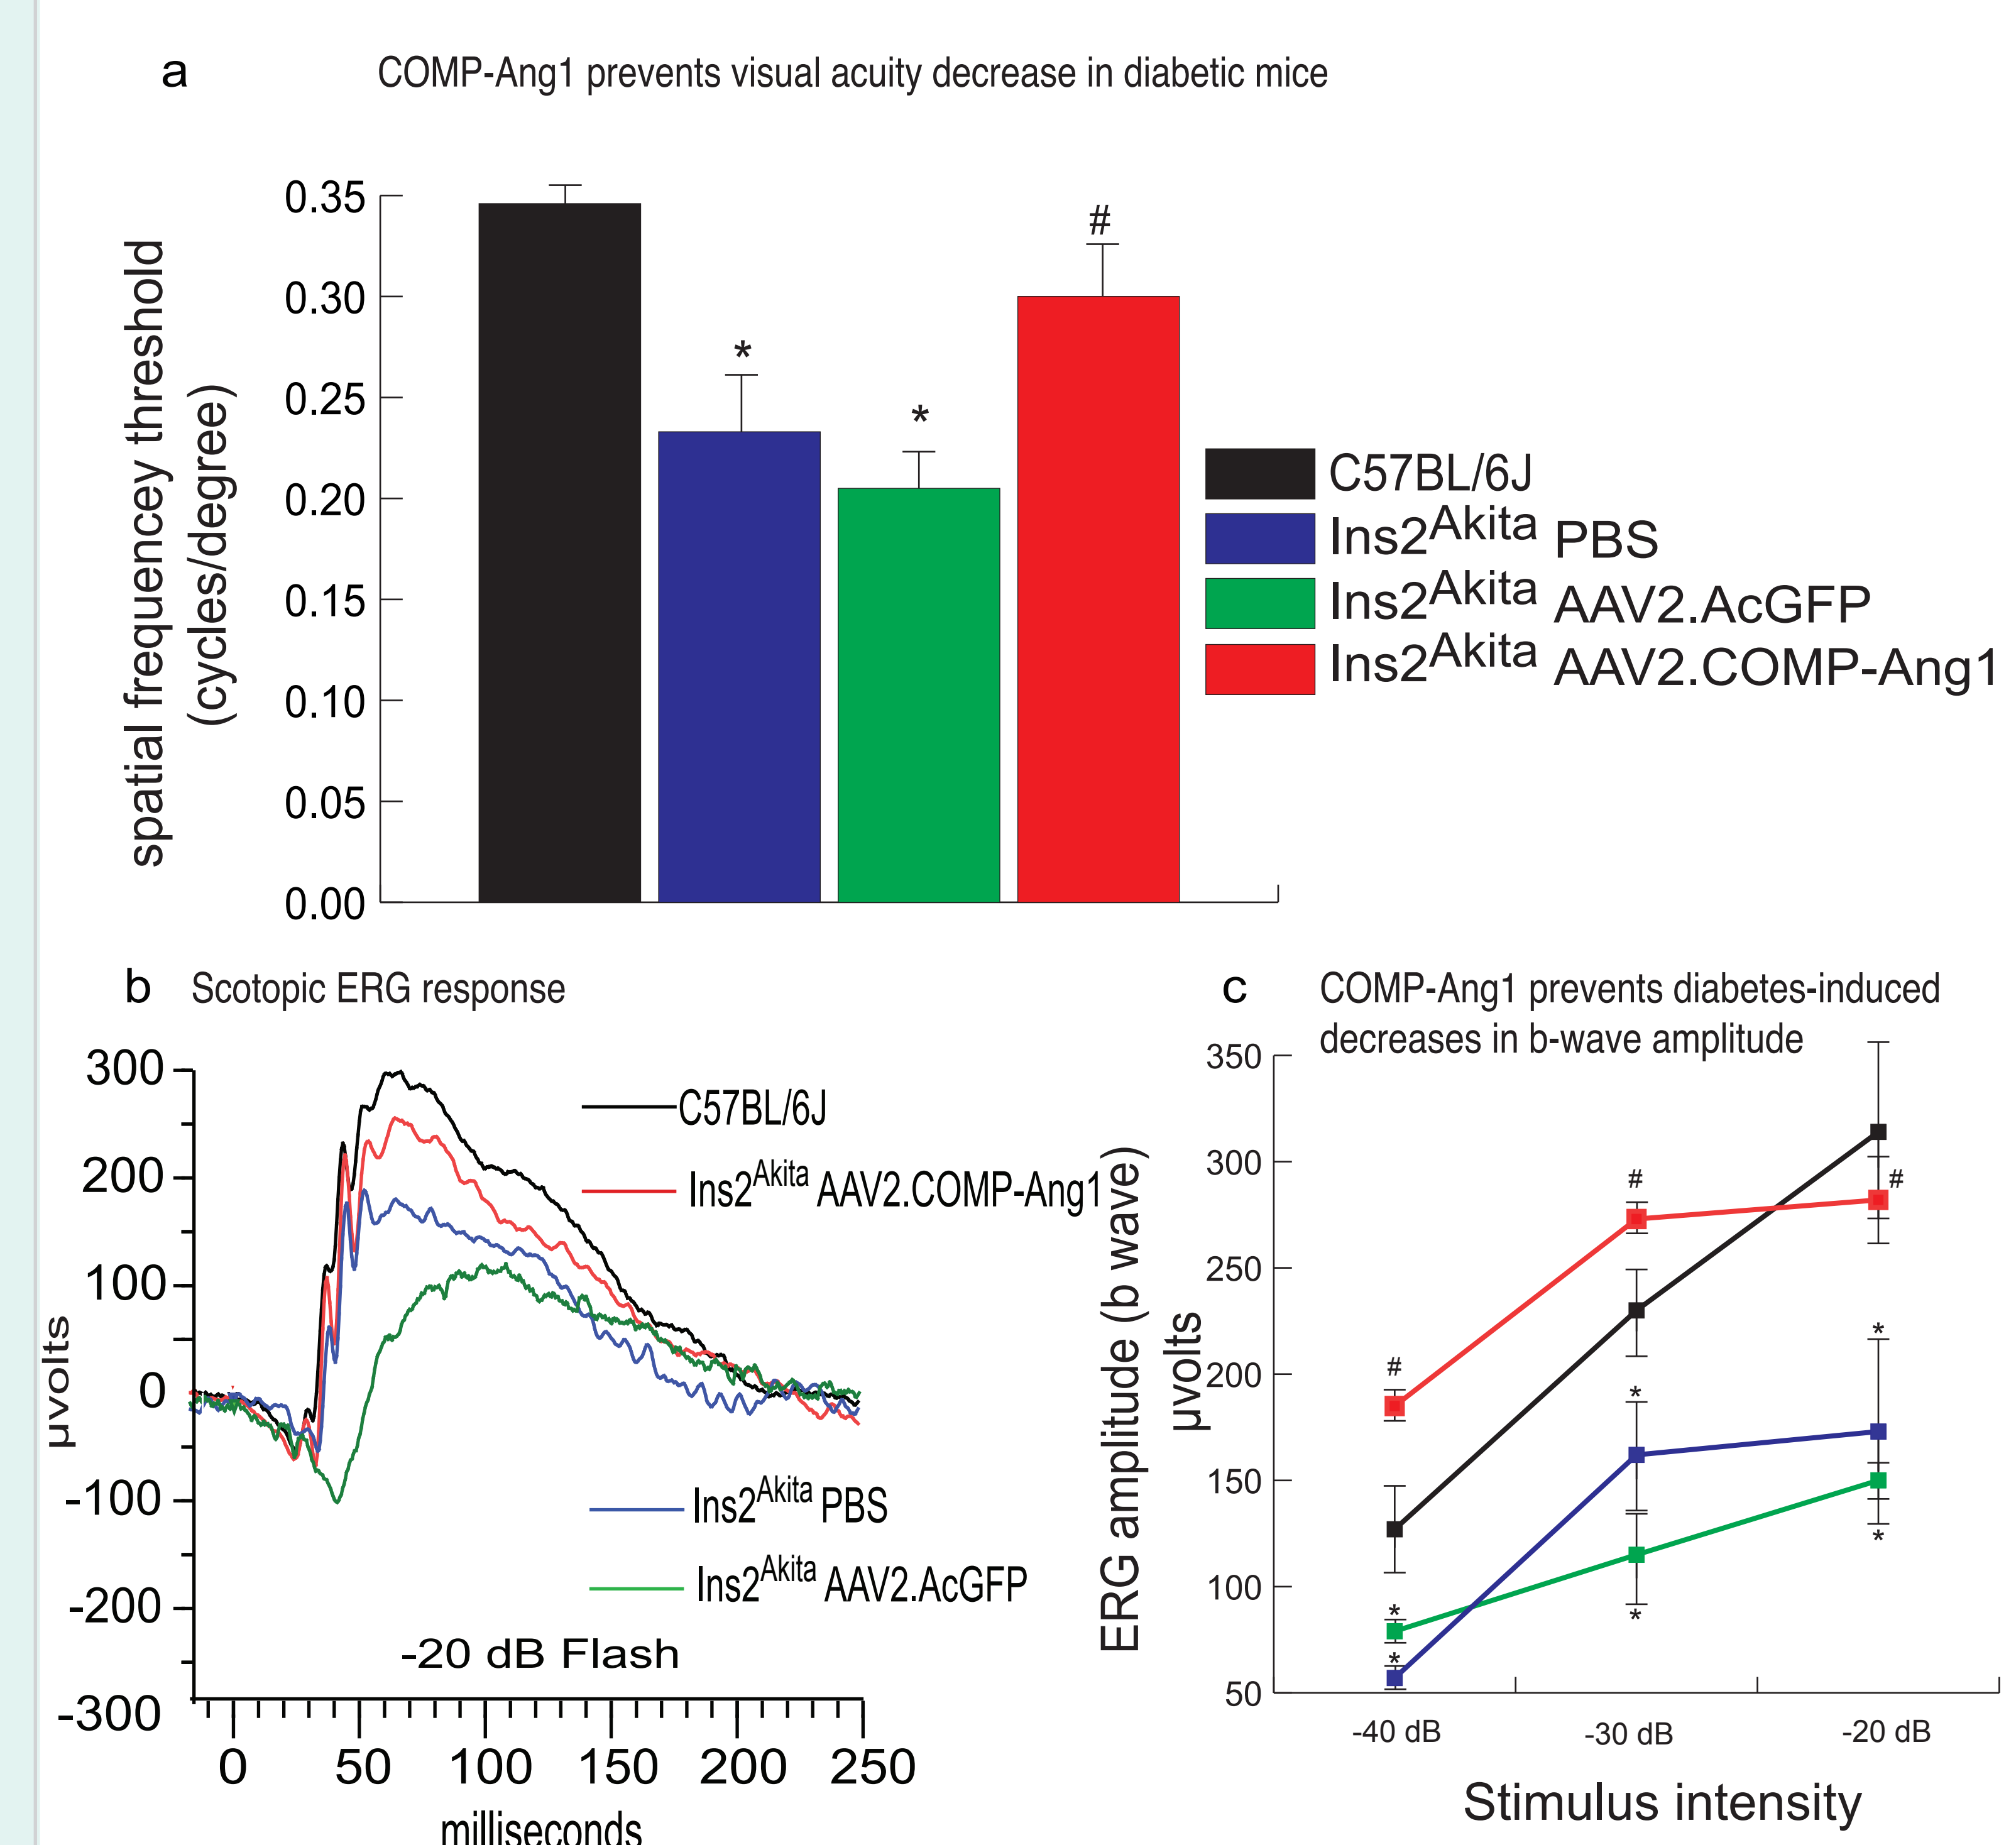 a COMP-Ang1 prevents visual acuity decrease in diabetic mice
spatial frequencey threshold
(cycles/degree)
0.35
0.30
0.25
0.20
0.15
0.10
0.05
0.00
*
*
#
C57BL/6J
Ins2Akita PBS
Ins2Akita AAV2.AcGFP
Ins2Akita AAV2.COMP-Ang1
b Scotopic ERG response
µvolts
300
200
100
0
-100
-200
-300
C57BL/6J
Ins2Akita AAV2.COMP-Ang1
Ins2Akita PBS
Ins2Akita AAV2.AcGFP
-20 dB Flash
0 50 100 150 200 250
milliseconds
c COMP-Ang1 prevents diabetes-induced
decreases in b-wave amplitude
ERG amplitude (b wave)
µvolts
350
300
250
200
150
100
50
#
#
#
*
*
*
*
*
*
-40 dB -30 dB -20 dB
Stimulus intensity